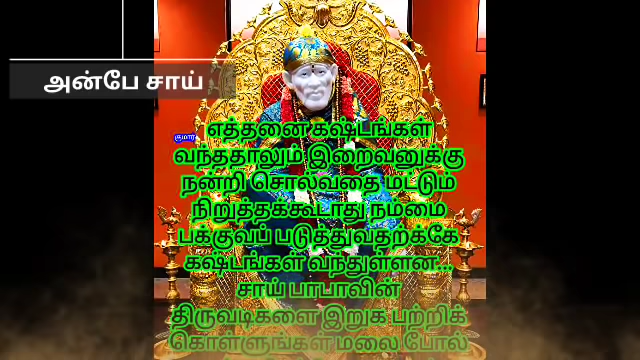 அன்பே சாய்
குமார்
எத்தனை கஷ்டங்கள்
வந்ததாலும் இறைவனுக்கு
நன்றி சொல்வதை மட்டும்
நிறுத்தக்கூடாது நம்மை
பக்குவப் படுத்துவதற்க்கே
கஷ்டங்கள் வந்துள்ளன...
சாய் பாபாவின்
திருவடிகளை இறுக பற்றிக்
கொள்ளுங்கள் மலை போல்